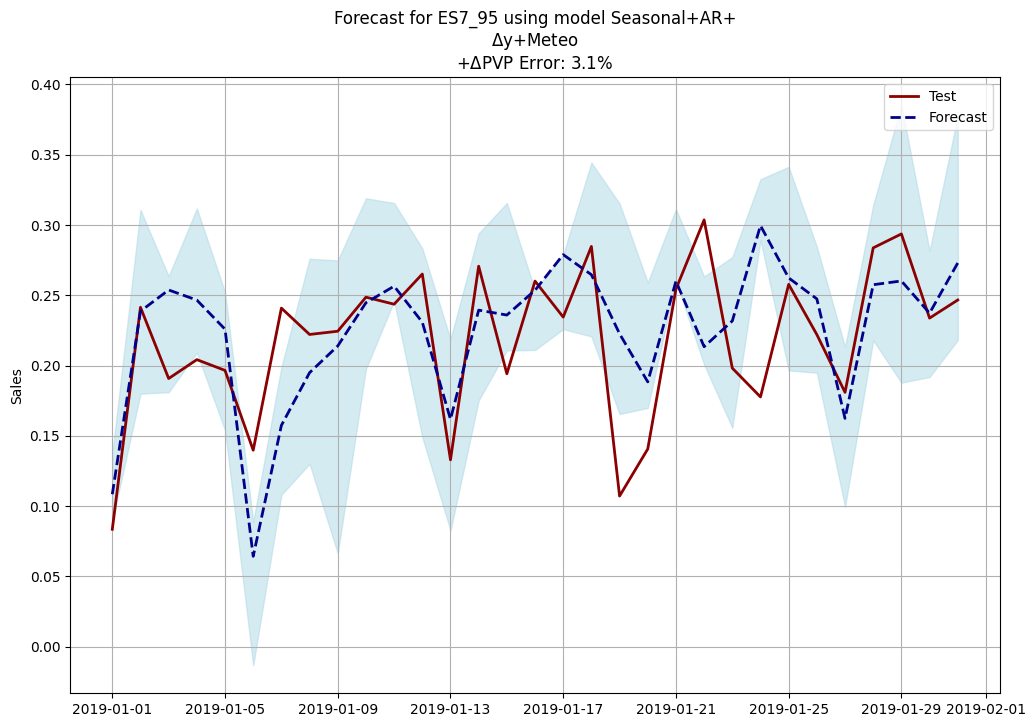 Forecast for ES7_95 using model Seasonal+AR+
Δy+Meteo
+ΔPVP Error: 3.1%
Test
Forecast
Sales
0.40
0.35
0.30
0.25
0.20
0.15
0.10
0.05
0.00
2019-01-01 2019-01-05 2019-01-09 2019-01-13 2019-01-17 2019-01-21 2019-01-25 2019-01-29 2019-02-01